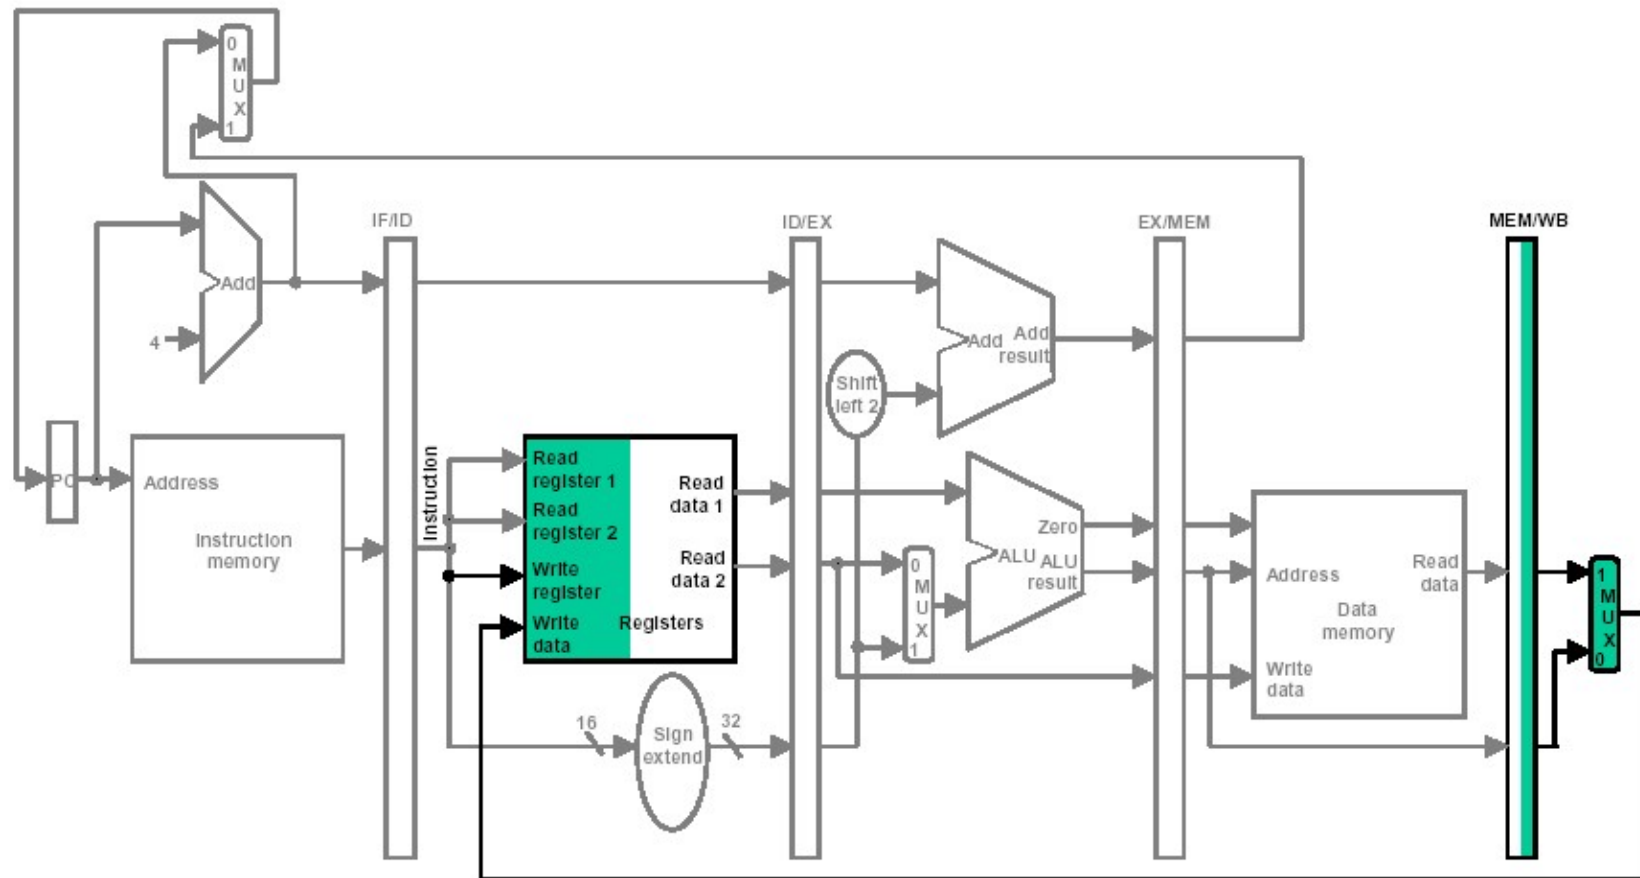 0
M
U
X
1
IF/ID
ID/EX
EX/MEM
MEM/WB
Add
4
Add
Add
result
Shift
left 2
PC
Address
Instruction
memory
Instruction
Read
register 1
Read
register 2
Write
register
Write
data
Registers
Read
data 1
Read
data 2
16
Sign
extend
32
0
M
U
X
1
Zero
ALU
ALU
result
Address
Read
data
Data
memory
Write
data
1
M
U
X
0